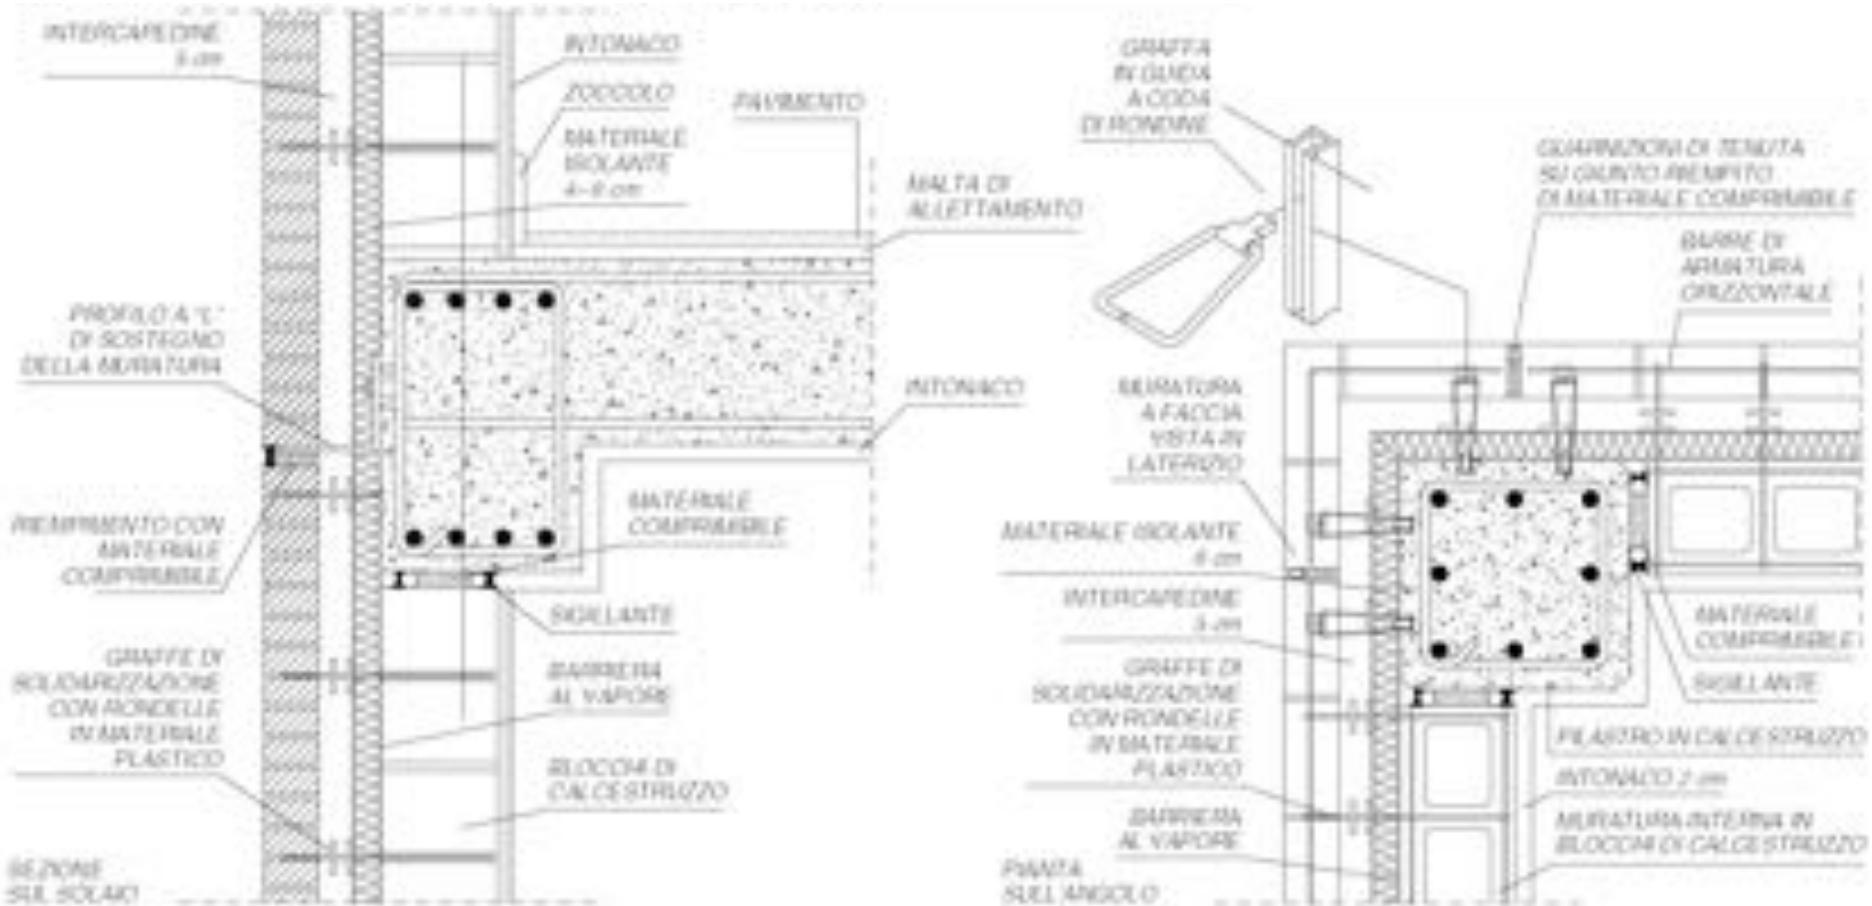 INTERCAPEDINE
5 cm
INTONACO
ZOCCOLO
MATERIALE
ISOLANTE
4-8 cm
PAVIMENTO
MALTA DI
ALLETTAMENTO
PROFILO A "L"
DI SOSTEGNO
DELLA MURATURA
INTONACO
RIEMPIMENTO CON
MATERIALE
COMPRIMIBILE
MATERIALE
COMPRIMIBILE
SIGILLANTE
GRAFFE DI
SOLIDARIZZAZIONE
CON RONDELLE
IN MATERIALE
PLASTICO
BARRIERA
AL VAPORE
BLOCCHI DI
CALCESTRUZZO
SEZIONE
SUL SOLAIO
GRAFFA
IN GUIDA
A CODA
DI RONDINE
GUARNIZIONI DI TENUTA
SU GIUNTO RIEMPITO
DI MATERIALE COMPRIMIBILE
BARRE DI
ARMATURA
ORIZZONTALE
MURATURA
A FACCIA
VISTA IN
LATERIZIO
MATERIALE ISOLANTE
6 cm
INTERCAPEDINE
5 cm
GRAFFE DI
SOLIDARIZZAZIONE
CON RONDELLE
IN MATERIALE
PLASTICO
BARRIERA
AL VAPORE
PIANTA
SULL'ANGOLO
MATERIALE
COMPRIMIBILE
SIGILLANTE
PILASTRO IN CALCESTRUZZO
INTONACO 2 cm
MURATURA INTERNA IN
BLOCCHI DI CALCESTRUZZO